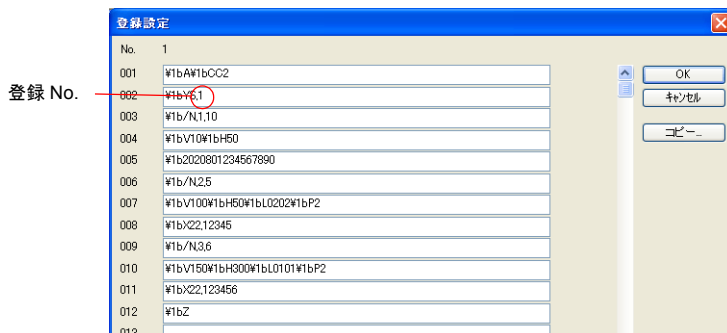 登録設定
No. 1
001 ¥1bA¥1bCC2
OK
登録 No.
002 ¥1bYS,1
キャンセル
003 ¥1b/N,1,10
コピー...
004 ¥1bV10¥1bH50
005 ¥1b2020801234567890
006 ¥1b/N,2,5
007 ¥1bV100¥1bH50¥1bL0202¥1bP2
008 ¥1bX22,12345
009 ¥1b/N,3,6
010 ¥1bV150¥1bH300¥1bL0101¥1bP2
011 ¥1bX22,123456
012 ¥1bZ
013